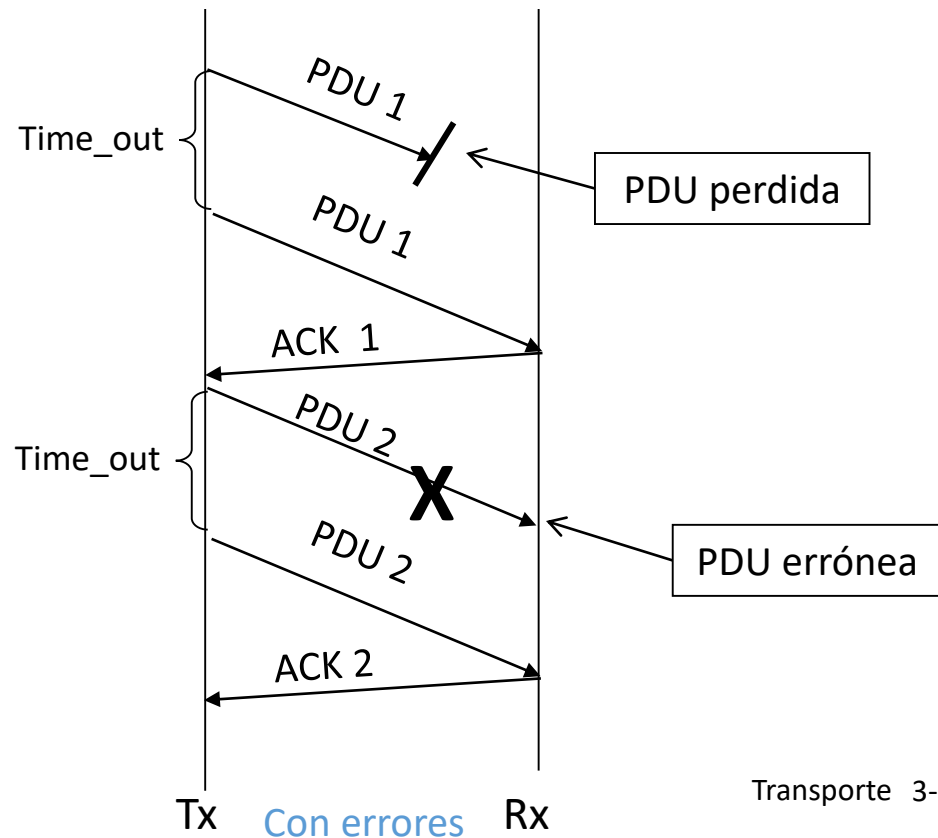 PDU 1
Time_out
PDU perdida
PDU 1
ACK 1
PDU 2
Time_out
X
PDU 2
PDU errónea
ACK 2
Tx
Con errores
Rx
Transporte 3-